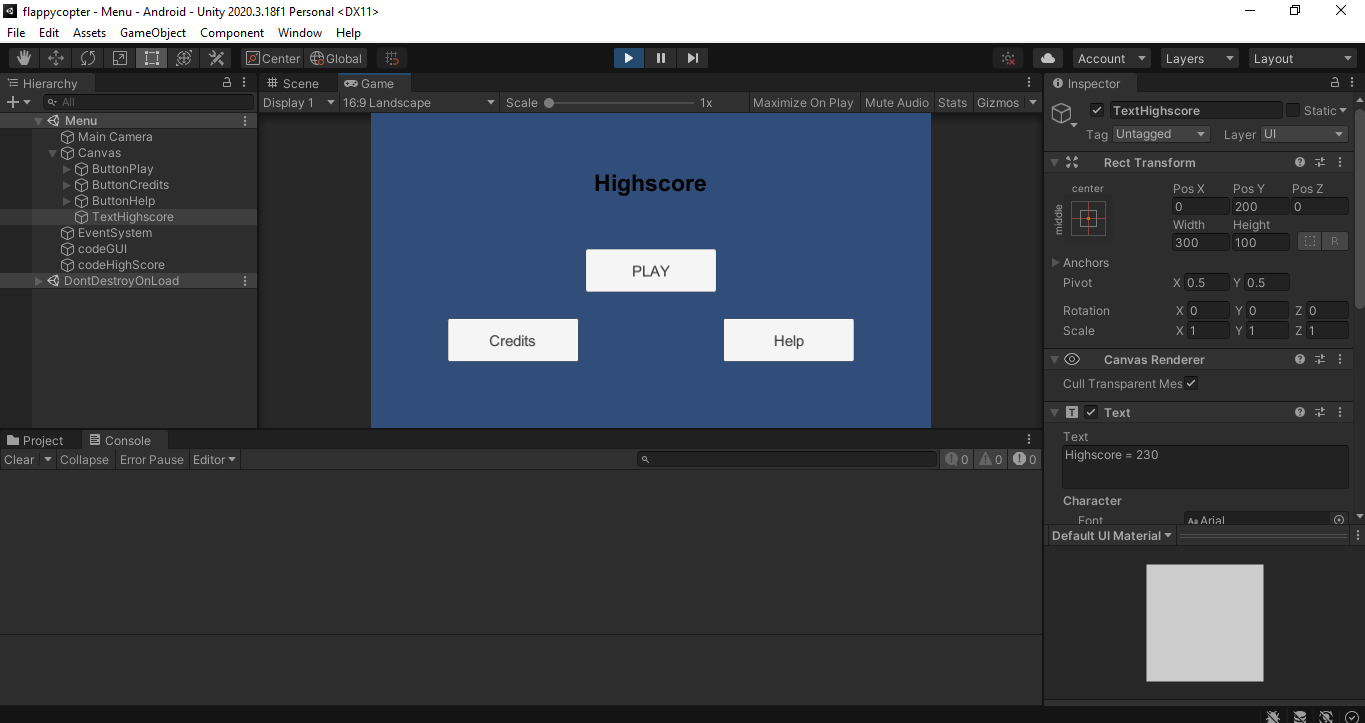 flappycopter - Menu - Android - Unity 2020.3.18f1 Personal <DX11>
File Edit Assets GameObject Component Window Help
Center Global Account Layers Layout
Hierarchy
All
Menu
Main Camera
Canvas
ButtonPlay
ButtonCredits
ButtonHelp
TextHighscore
EventSystem
codeGUI
codeHighScore
DontDestroyOnLoad
Scene Game
Display 1 16:9 Landscape Scale 1x Maximize On Play Mute Audio Stats Gizmos
Highscore
PLAY
Credits Help
Project Console
Clear Collapse Error Pause Editor 0 0 0
Inspector
TextHighscore Static
Tag Untagged Layer UI
Rect Transform
center
middle
Pos X Pos Y Pos Z
0 200 0
Width Height
300 100 R
Anchors
Pivot X 0.5 Y 0.5
Rotation X 0 Y 0 Z 0
Scale X 1 Y 1 Z 1
Canvas Renderer
Cull Transparent Mes
T Text
Text
Highscore = 230
Character
Font Aa Arial
Default UI Material